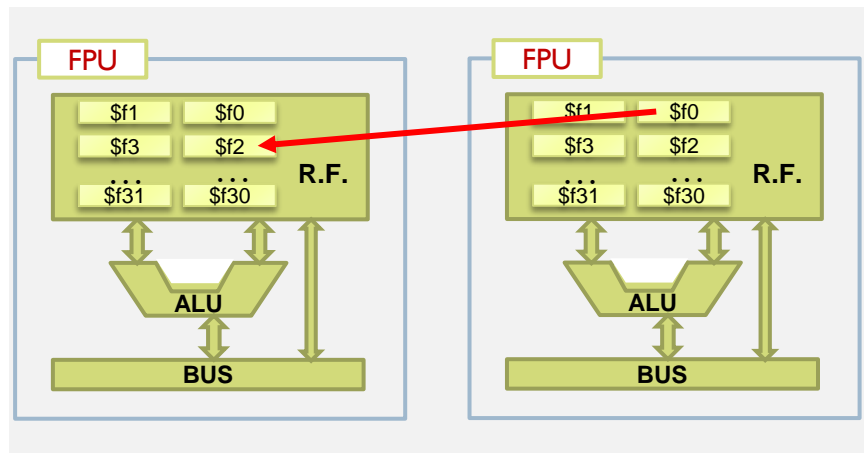 FPU
$f1 $f0
$f3 $f2
... ...
R.F.
$f31 $f30
ALU
BUS
FPU
$f1 $f0
$f3 $f2
... ...
R.F.
$f31 $f30
ALU
BUS